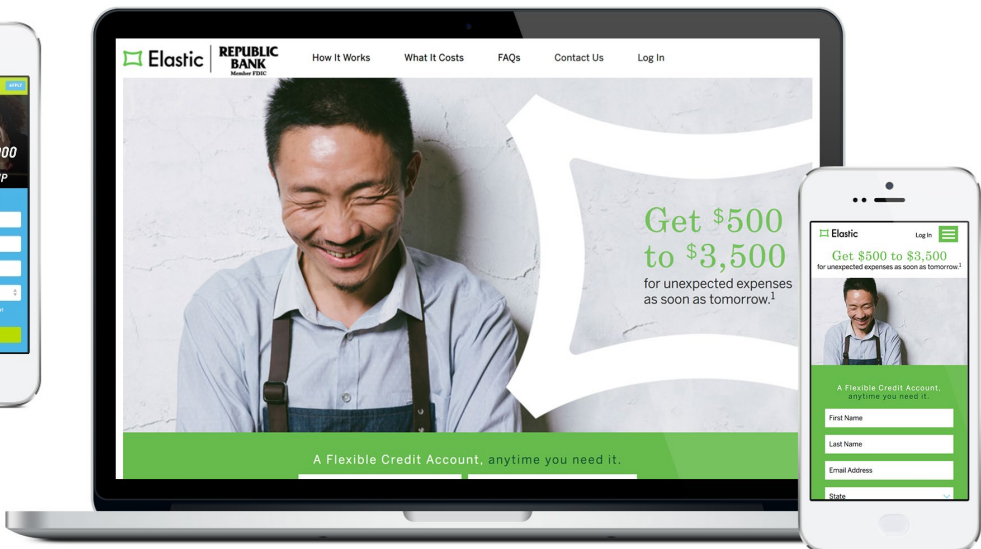 APPLY
Elastic
REPUBLIC
BANK
Member FDIC
How It Works
What It Costs
FAQs
Contact Us
Log In
Get $500
to $3,500
for unexpected expenses
as soon as tomorrow.1
A Flexible Credit Account, anytime you need it.
Elastic
Log In
Get $500 to $3,500
for unexpected expenses as soon as tomorrow.1
A Flexible Credit Account,
anytime you need it.
First Name
Last Name
Email Address
State